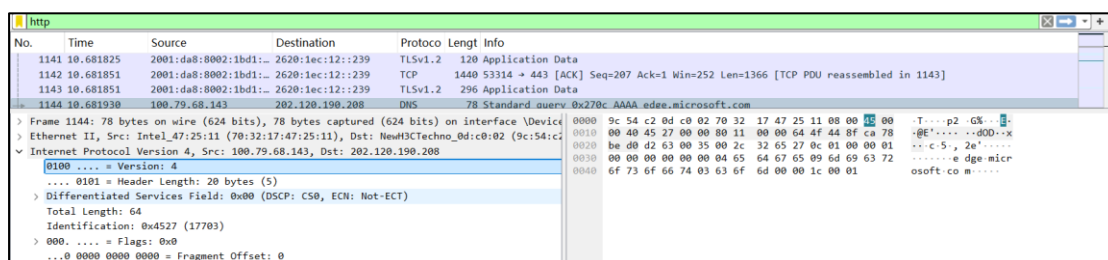 http
No. Time Source Destination Protoco Lengt Info
1141 10.681825 2001:da8:8002:1bd1:… 2620:1ec:12::239 TLSv1.2 120 Application Data
1142 10.681851 2001:da8:8002:1bd1:… 2620:1ec:12::239 TCP 1440 53314 → 443 [ACK] Seq=207 Ack=1 Win=252 Len=1366 [TCP PDU reassembled in 1143]
1143 10.681851 2001:da8:8002:1bd1:… 2620:1ec:12::239 TLSv1.2 296 Application Data
1144 10.681930 100.79.68.143 202.120.190.208 DNS 78 Standard query 0x270c AAAA edge.microsoft.com
> Frame 1144: 78 bytes on wire (624 bits), 78 bytes captured (624 bits) on interface \Device
> Ethernet II, Src: Intel_47:25:11 (70:32:17:47:25:11), Dst: NewH3CTechno_0d:c0:02 (9c:54:c2
Internet Protocol Version 4, Src: 100.79.68.143, Dst: 202.120.190.208
0100 .... = Version: 4
.... 0101 = Header Length: 20 bytes (5)
> Differentiated Services Field: 0x00 (DSCP: CS0, ECN: Not-ECT)
Total Length: 64
Identification: 0x4527 (17703)
> 000. .... = Flags: 0x0
...0 0000 0000 0000 = Fragment Offset: 0
0000 9c 54 c2 0d c0 02 70 32 17 47 25 11 08 00 45 00 ·T····p2 ·G%···E·
0010 00 40 45 27 00 00 80 11 00 00 64 4f 44 8f ca 78 ·@E'···· ··dOD··x
0020 be d0 d2 63 00 35 00 2c 32 65 27 0c 01 00 00 01 ···c·5·, 2e'·····
0030 00 00 00 00 00 00 04 65 64 67 65 09 6d 69 63 72 ·······e dge·micr
0040 6f 73 6f 66 74 03 63 6f 6d 00 00 1c 00 01 osoft·co m·····